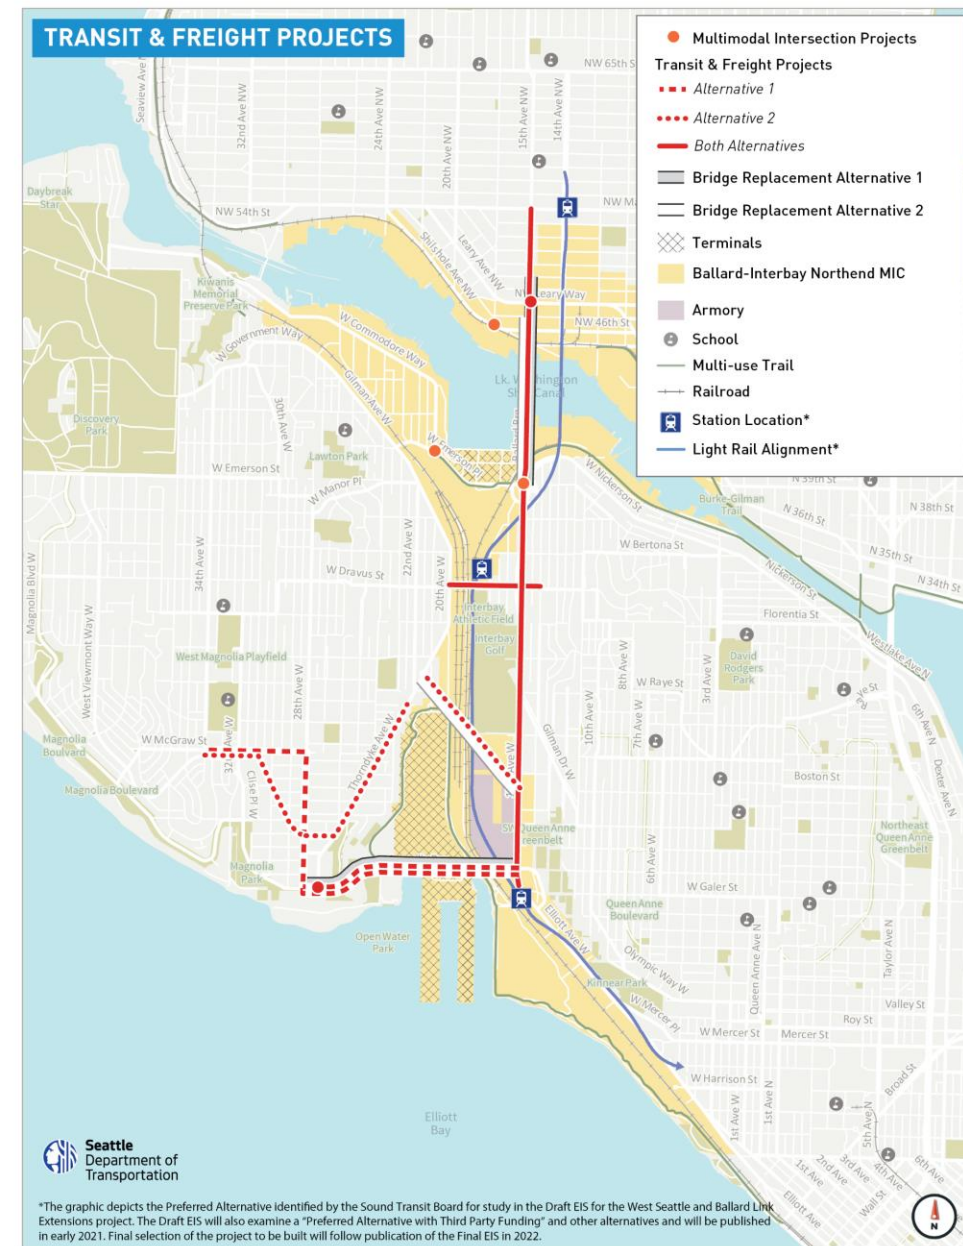 TRANSIT & FREIGHT PROJECTS
Multimodal Intersection Projects
Transit & Freight Projects
Alternative 1
Alternative 2
Both Alternatives
Bridge Replacement Alternative 1
Bridge Replacement Alternative 2
Terminals
Ballard-Interbay Northend MIC
Armory
School
Multi-use Trail
Railroad
Station Location*
Light Rail Alignment*
Seaview Ave NW
32nd Ave NW
24th Ave NW
20th Ave NW
15th Ave NW
14th Ave NW
NW 65th S
Daybreak
Star
NW 54th St
NW M
Shilshole Ave NW
Leary Ave NW
NW Leary Way
NW 46th St
Kiwanis
Memorial
Preserve Park
W Government Way
W Commodore Way
Gilman Ave W
Discovery
Park
30th Ave W
Lawton Park
W Emerson St
W Emerson Pl
W Manor Pl
W Nickerson St
N 39th St
Burke-Gilman
Trail
N 38th St
N 36th St
N 35th St
N 34th St
Magnolia Blvd W
34th Ave W
22nd Ave W
20th Ave W
W Dravus St
W Bertona St
Nickerson St
Florentia St
Westlake Ave N
Interbay
Athletic Field
Interbay
Golf
West Viewmont Way W
West Magnolia Playfield
28th Ave W
8th Ave W
3rd Ave W
David
Rodgers
Park
W Raye St
6th Ave N
Dexter Ave N
W McGraw St
32nd Ave W
Clise Pl W
Thorndyke Ave W
Gilman Dr W
10th Ave W
7th Ave W
Boston St
Magnolia
Boulvard
Magnolia Boulevard
SW Queen Anne
Greenbelt
6th Ave W
Northeast
Queen Anne
Greenbelt
Magnolia
Park
W Galer St
Queen Anne
Boulevard
Elliott Ave W
Olympic Way W
Queen Anne Ave N
Taylor Ave N
Open Water
Park
Kinnear Park
W Mercer Pl
Valley St
Roy St
W Mercer St
Mercer St
W Harrison St
Broad St
1st Ave W
1st Ave N
5th Ave N
Elliott
Bay
1st Ave
2nd Ave
3rd Ave
4th Ave
6th Ave
Wall St
Elliott Ave
Seattle
Department of
Transportation
N
*The graphic depicts the Preferred Alternative identified by the Sound Transit Board for study in the Draft EIS for the West Seattle and Ballard Link
Extensions project. The Draft EIS will also examine a "Preferred Alternative with Third Party Funding" and other alternatives and will be published
in early 2021. Final selection of the project to be built will follow publication of the Final EIS in 2022.